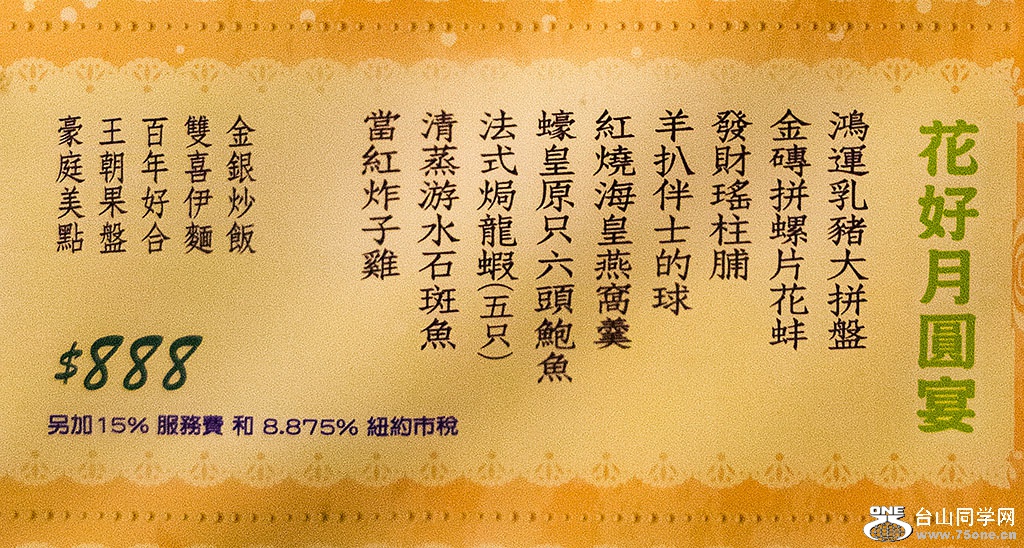 花好月圓宴
鴻運乳豬大拼盤
金磚拼螺片花蚌
發財瑤柱脯
羊扒伴士的球
紅燒海皇燕窩羹
蠔皇原只六頭鮑魚
法式焗龍蝦(五只)
清蒸游水石斑魚
當紅炸子雞
金銀炒飯
雙喜伊麵
百年好合
王朝果盤
豪庭美點
$888
另加15% 服務費 和 8.875% 紐約市稅
ONE 75 台山同学网
www.75one.cn